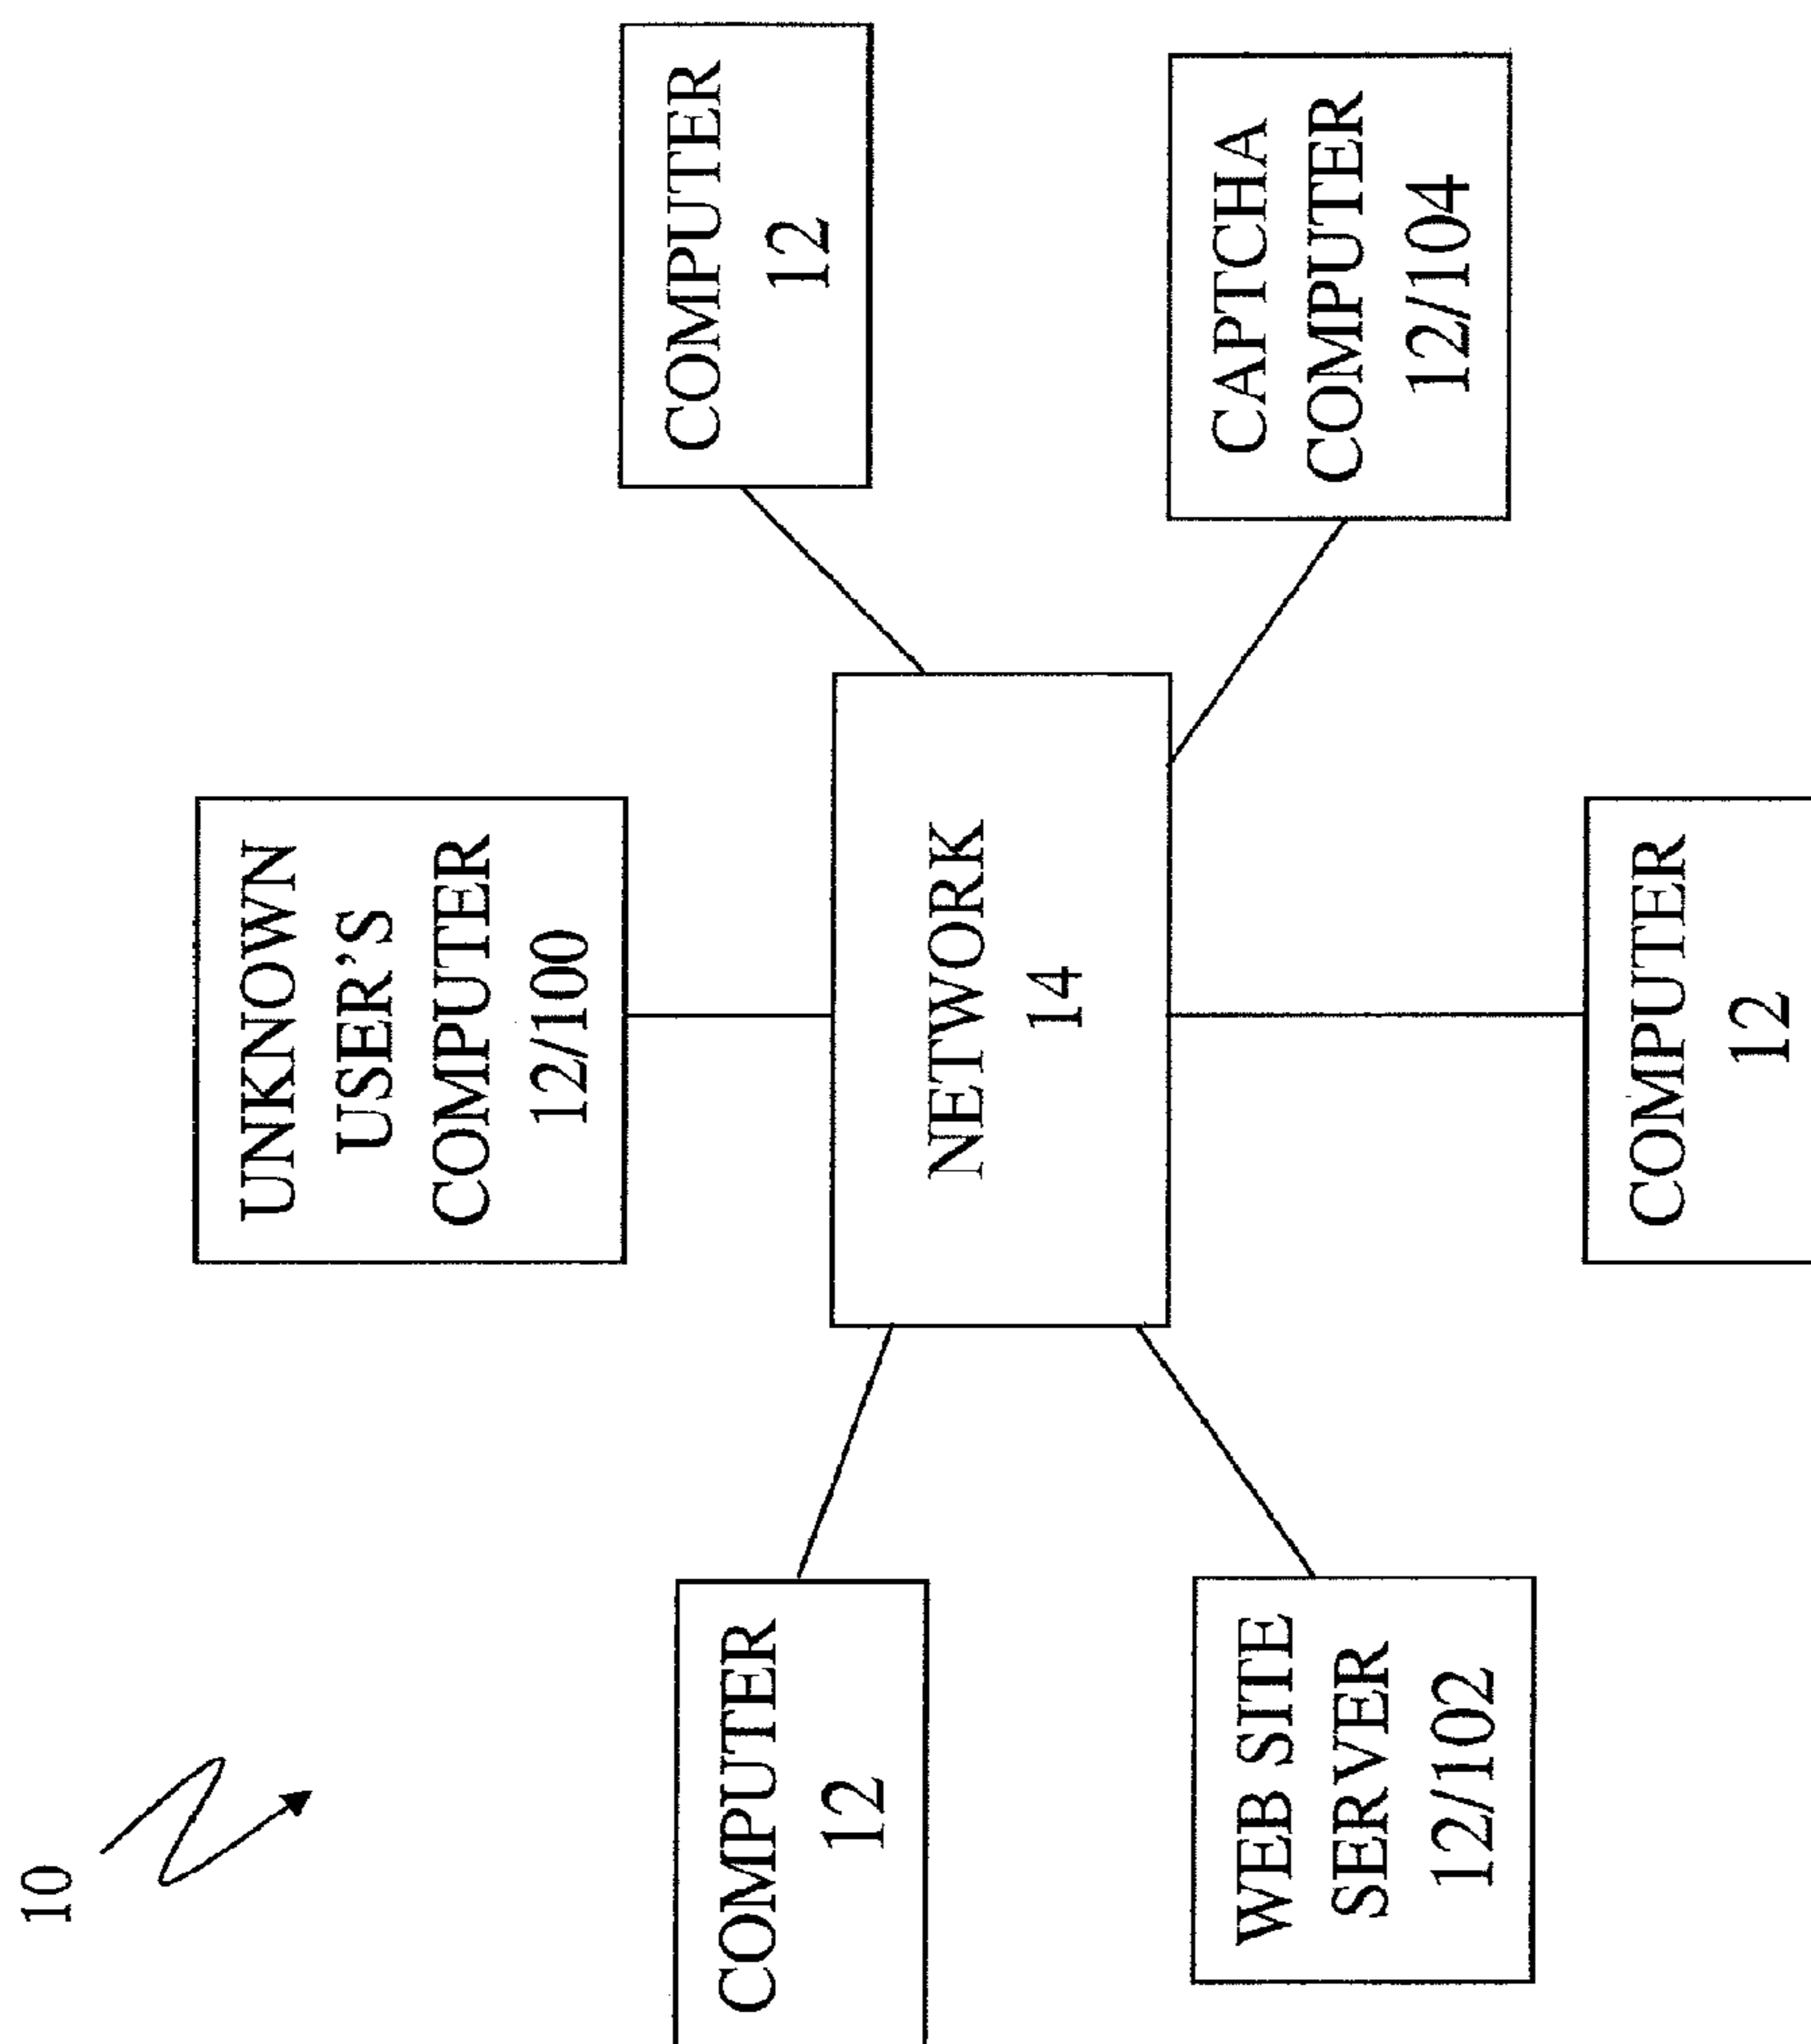 10
UNKNOWN
USER'S
COMPUTER
12/100
COMPUTER
12
COMPUTER
12
NETWORK
14
WEB SITE
SERVER
12/102
CAPTCHA
COMPUTER
12/104
COMPUTER
12